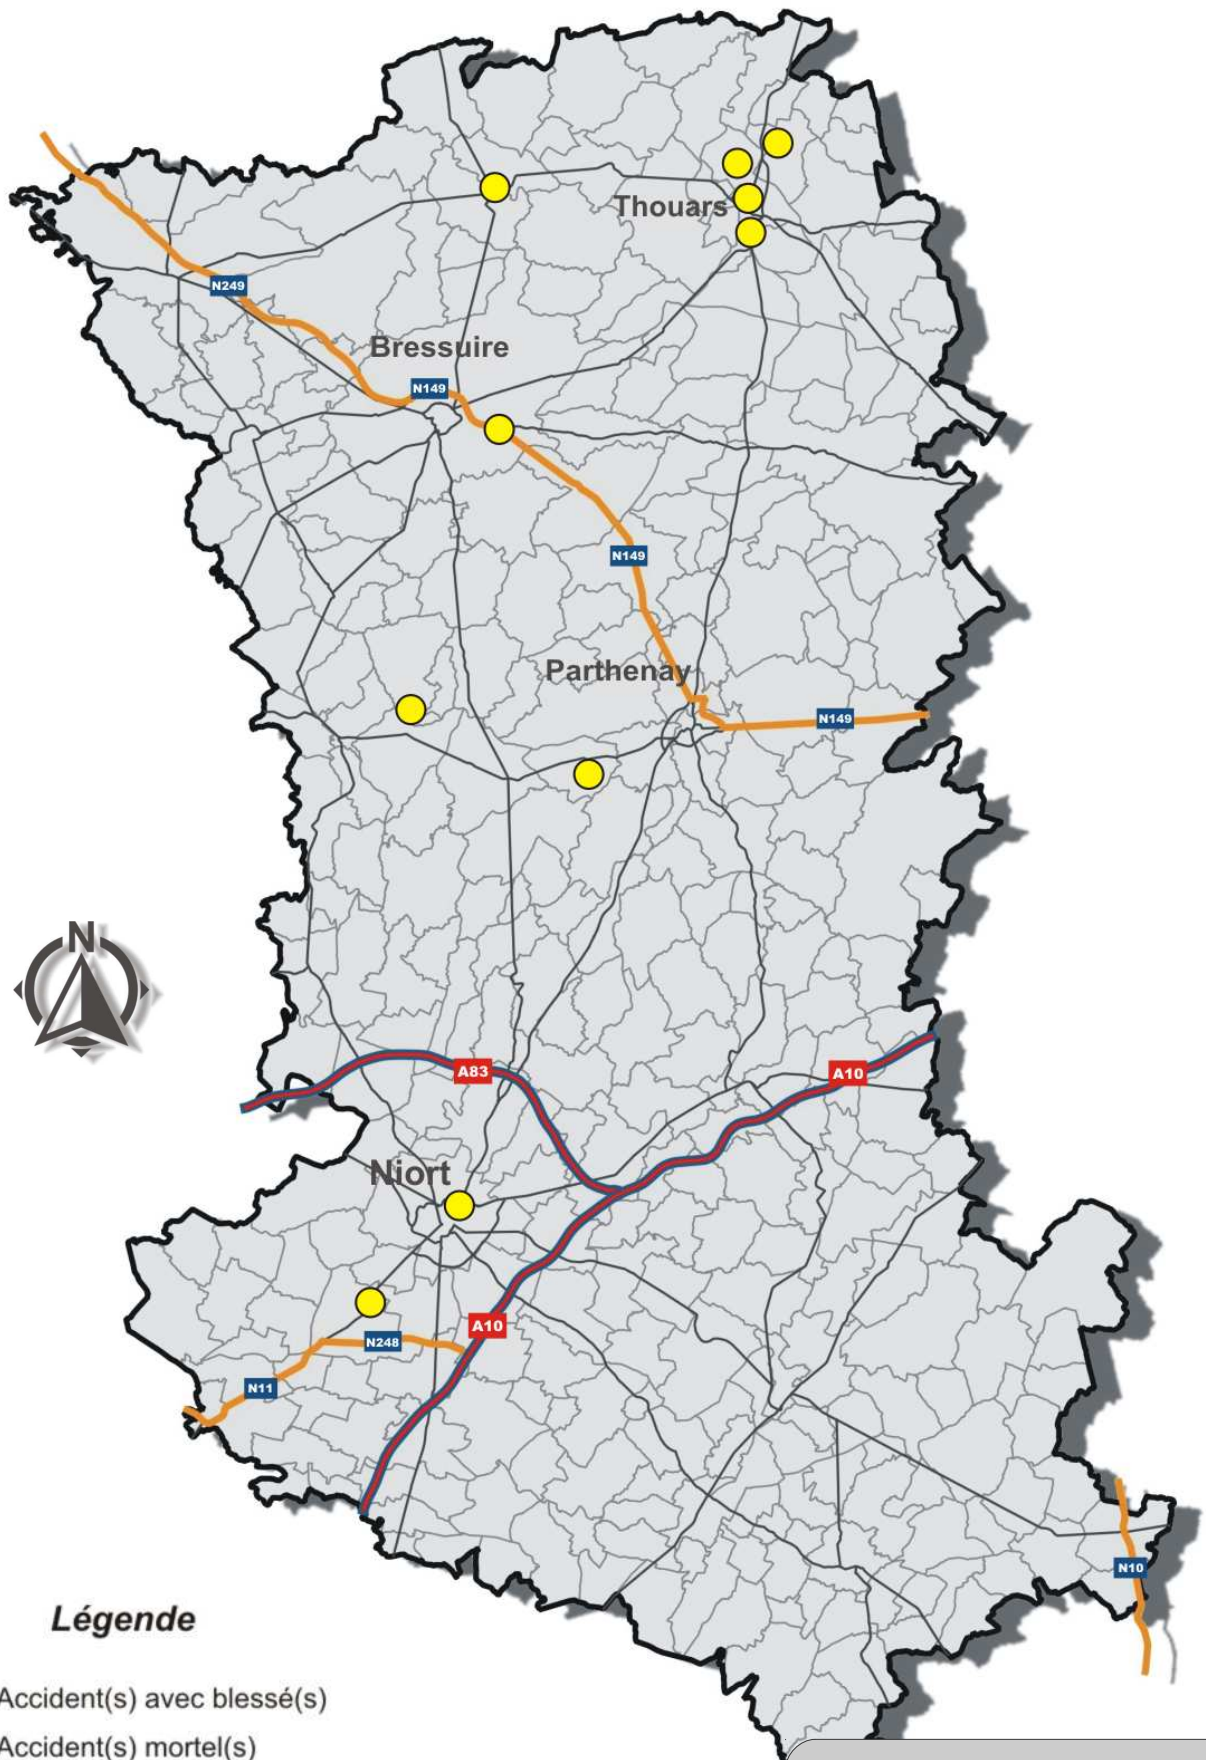 Thouars
N249
Bressuire
N149
N149
Parthenay
N149
N
A83
A10
Niort
A10
N248
N11
N10
Légende
Accident(s) avec blessé(s)
Accident(s) mortel(s)